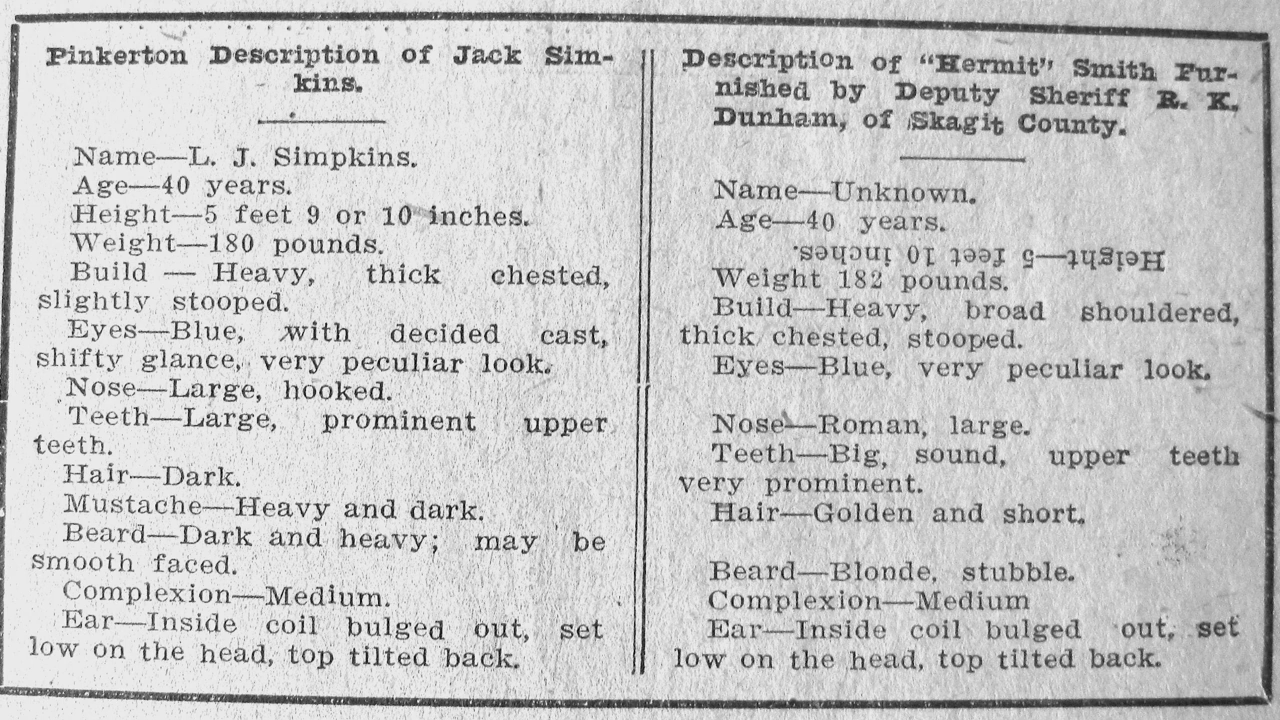 Pinkerton Description of Jack Sim-
kins.
Name—L. J. Simpkins.
Age—40 years.
Height—5 feet 9 or 10 inches.
Weight—180 pounds.
Build — Heavy, thick chested,
slightly stooped.
Eyes—Blue, with decided cast,
shifty glance, very peculiar look.
Nose—Large, hooked.
Teeth—Large, prominent upper
teeth.
Hair—Dark.
Mustache—Heavy and dark.
Beard—Dark and heavy; may be
smooth faced.
Complexion—Medium.
Ear—Inside coil bulged out, set
low on the head, top tilted back.
Description of "Hermit" Smith Fur-
nished by Deputy Sheriff R. K.
Dunham, of Skagit County.
Name—Unknown.
Age—40 years.
Height—5 feet 10 inches.
Weight 182 pounds.
Build—Heavy, broad shouldered,
thick chested, stooped.
Eyes—Blue, very peculiar look.
Nose—Roman, large.
Teeth—Big, sound, upper teeth
very prominent.
Hair—Golden and short.
Beard—Blonde, stubble.
Complexion—Medium
Ear—Inside coil bulged out, set
low on the head, top tilted back.